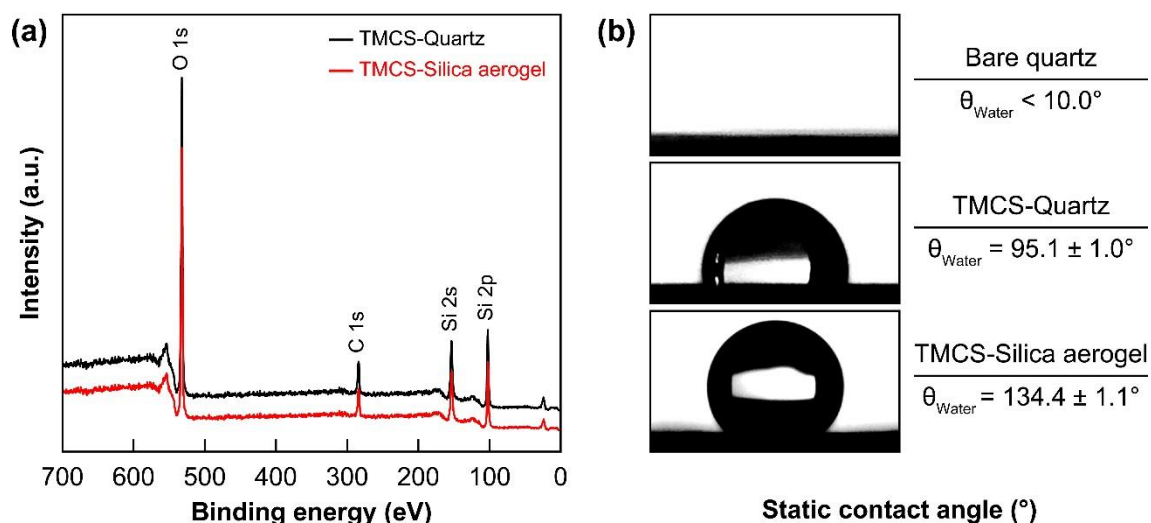 (a)
TMCS-Quartz
TMCS-Silica aerogel
O 1s
C 1s
Si 2s
Si 2p
Intensity (a.u.)
700 600 500 400 300 200 100 0
Binding energy (eV)
(b)
Bare quartz
θWater < 10.0°
TMCS-Quartz
θWater = 95.1 ± 1.0°
TMCS-Silica aerogel
θWater = 134.4 ± 1.1°
Static contact angle (°)